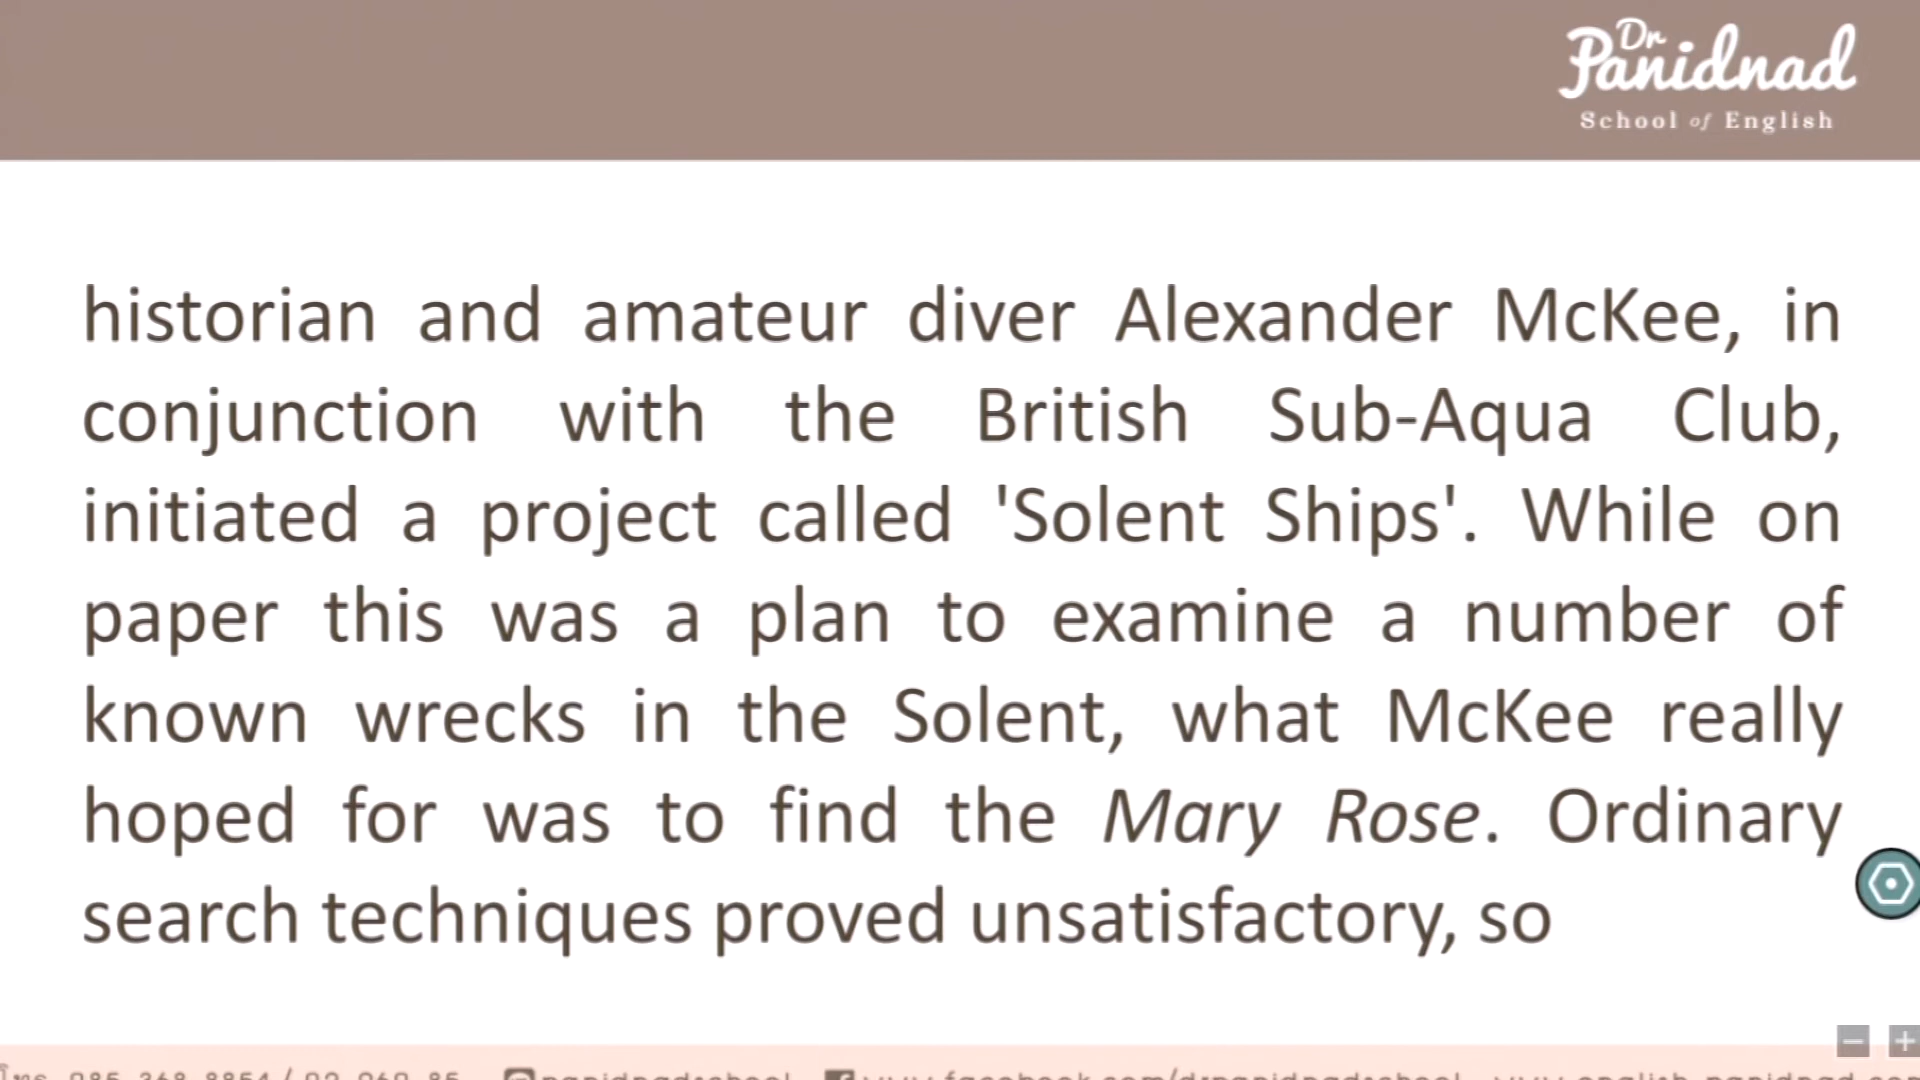 Dr
Panidnad
School of English
historian and amateur diver Alexander McKee, in
conjunction with the British Sub-Aqua Club,
initiated a project called 'Solent Ships'. While on
paper this was a plan to examine a number of
known wrecks in the Solent, what McKee really
hoped for was to find the Mary Rose. Ordinary
search techniques proved unsatisfactory, so